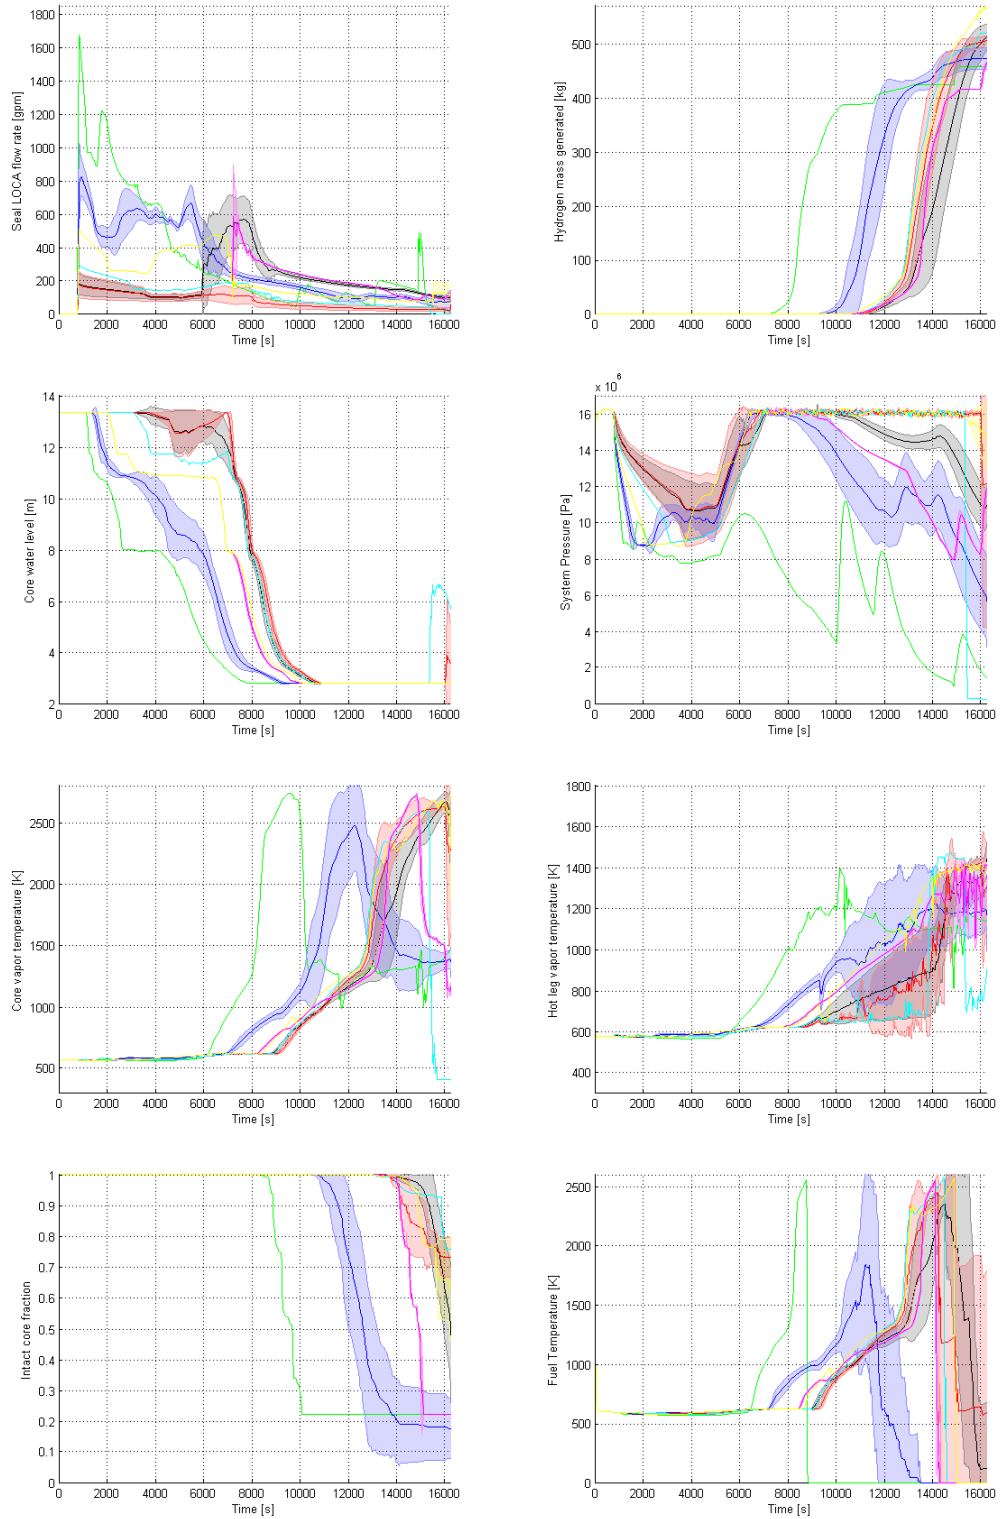 1800
1600
1400
1200
1000
800
600
400
200
0
Seal LOCA flow rate [gpm]
0 2000 4000 6000 8000 10000 12000 14000 16000
Time [s]
500
400
300
200
100
0
Hydrogen mass generated [kg]
0 2000 4000 6000 8000 10000 12000 14000 16000
Time [s]
14
12
10
8
6
4
2
Core water level [m]
0 2000 4000 6000 8000 10000 12000 14000 16000
Time [s]
x 10^6
16
14
12
10
8
6
4
2
0
System Pressure [Pa]
0 2000 4000 6000 8000 10000 12000 14000 16000
Time [s]
2500
2000
1500
1000
500
Core vapor temperature [K]
0 2000 4000 6000 8000 10000 12000 14000 16000
Time [s]
1800
1600
1400
1200
1000
800
600
400
Hot leg vapor temperature [K]
0 2000 4000 6000 8000 10000 12000 14000 16000
Time [s]
1
0.9
0.8
0.7
0.6
0.5
0.4
0.3
0.2
0.1
0
Intact core fraction
0 2000 4000 6000 8000 10000 12000 14000 16000
Time [s]
2500
2000
1500
1000
500
0
Fuel Temperature [K]
0 2000 4000 6000 8000 10000 12000 14000 16000
Time [s]